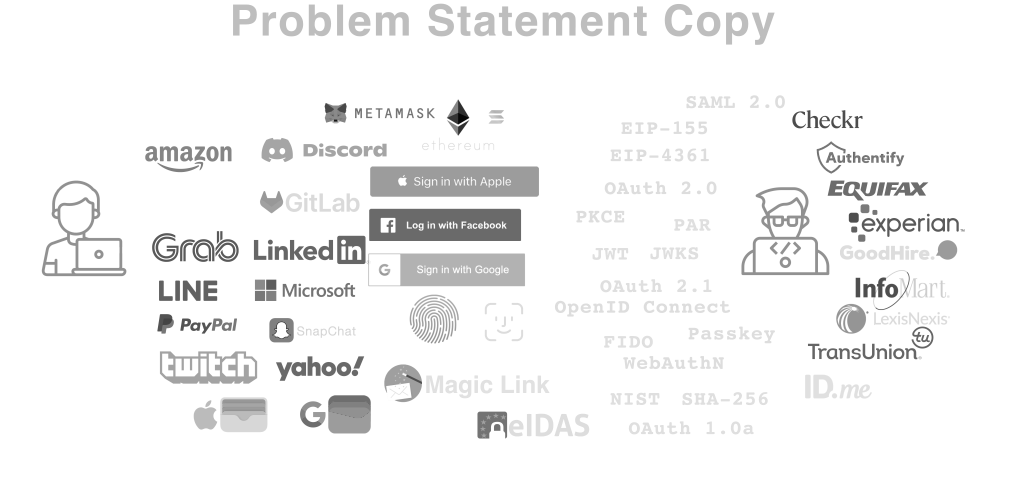 Problem Statement Copy
METAMASK
ethereum
amazon
Discord
Sign in with Apple
GitLab
Log in with Facebook
Grab
Linked in
G Sign in with Google
LINE
Microsoft
PayPal
SnapChat
twitch
yahoo!
Magic Link
G
eIDAS
SAML 2.0
EIP-155
EIP-4361
OAuth 2.0
PKCE
PAR
JWT JWKS
OAuth 2.1
OpenID Connect
Passkey
FIDO
WebAuthN
NIST SHA-256
OAuth 1.0a
</>
Checkr
Authentify
EQUIFAX
experian™
GoodHire.
InfoMart.
LexisNexis®
tu
TransUnion®
ID.me